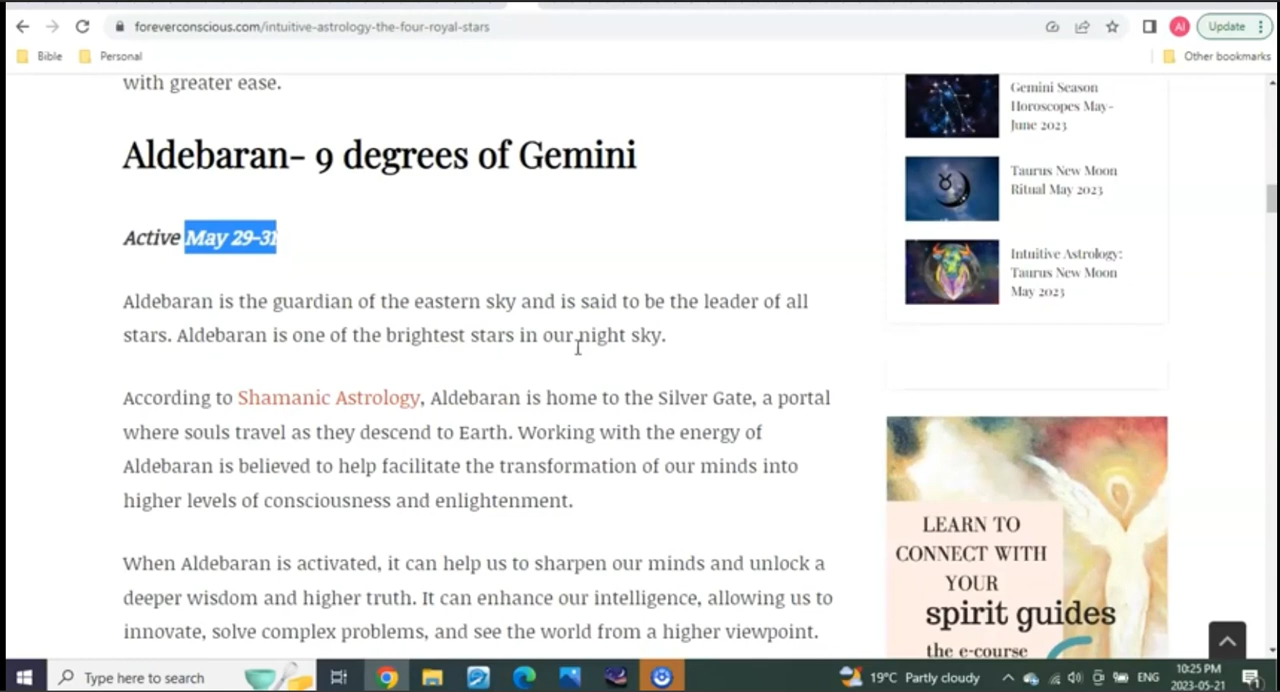 foreverconscious.com/intuitive-astrology-the-four-royal-stars
AI
Update
Bible
Personal
Other bookmarks
with greater ease.
Aldebaran- 9 degrees of Gemini
Active May 29-31
Aldebaran is the guardian of the eastern sky and is said to be the leader of all
stars. Aldebaran is one of the brightest stars in our night sky.
According to Shamanic Astrology, Aldebaran is home to the Silver Gate, a portal
where souls travel as they descend to Earth. Working with the energy of
Aldebaran is believed to help facilitate the transformation of our minds into
higher levels of consciousness and enlightenment.
When Aldebaran is activated, it can help us to sharpen our minds and unlock a
deeper wisdom and higher truth. It can enhance our intelligence, allowing us to
innovate, solve complex problems, and see the world from a higher viewpoint.
Gemini Season
Horoscopes May-
June 2023
Taurus New Moon
Ritual May 2023
Intuitive Astrology:
Taurus New Moon
May 2023
LEARN TO
CONNECT WITH
YOUR
spirit guides
the e-course
Type here to search
19°C Partly cloudy
ENG
10:25 PM
2023-05-21
1